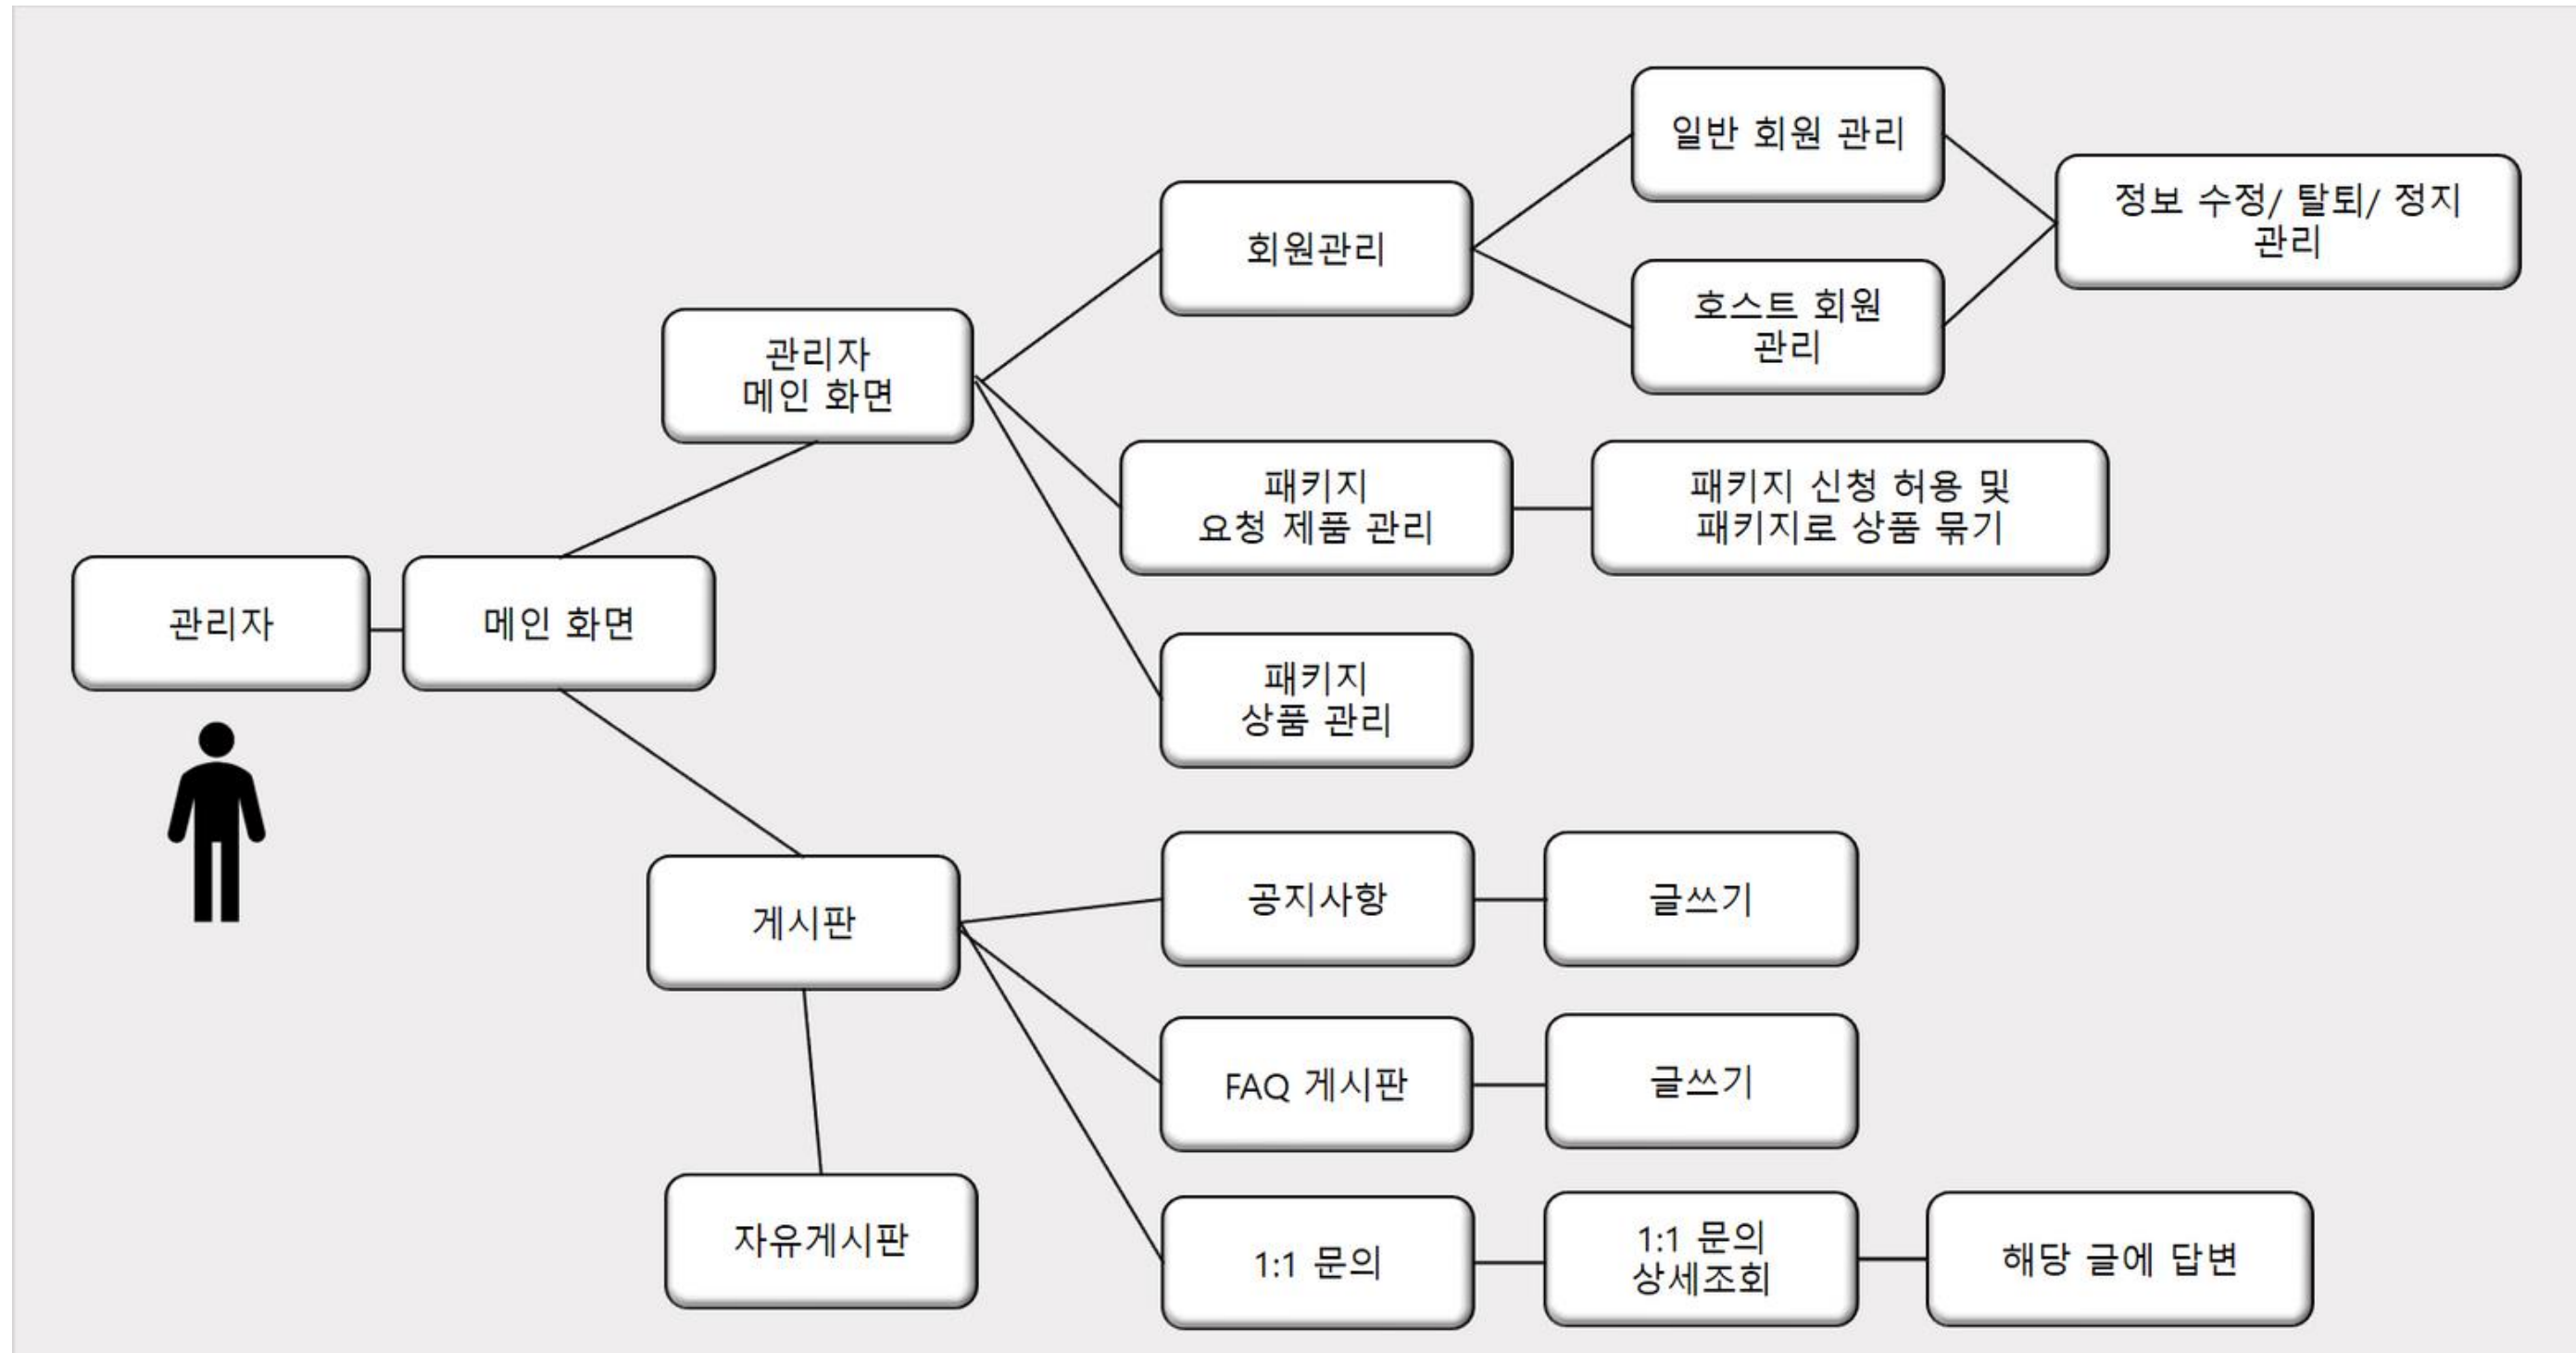 일반 회원 관리
정보 수정/ 탈퇴/ 정지
관리
회원관리
호스트 회원
관리
관리자
메인 화면
패키지
요청 제품 관리
패키지 신청 허용 및
패키지로 상품 묶기
관리자
메인 화면
패키지
상품 관리
게시판
공지사항
글쓰기
FAQ 게시판
글쓰기
자유게시판
1:1 문의
1:1 문의
상세조회
해당 글에 답변